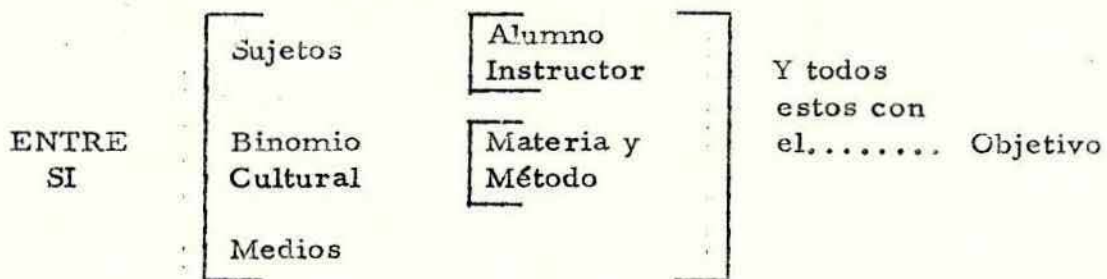 ENTRE
SI
Sujetos
Alumno
Instructor
Binomio
Cultural
Materia y
Método
Medios
Y todos
estos con
el........ Objetivo